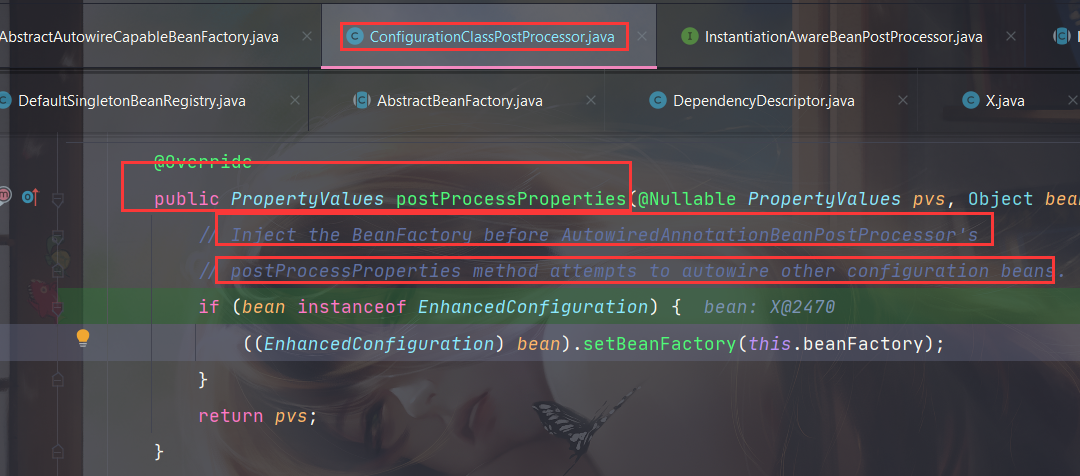 AbstractAutowireCapableBeanFactory.java
ConfigurationClassPostProcessor.java
InstantiationAwareBeanPostProcessor.java
DefaultSingletonBeanRegistry.java
AbstractBeanFactory.java
DependencyDescriptor.java
X.java
@Override
public PropertyValues postProcessProperties(@Nullable PropertyValues pvs, Object bean
// Inject the BeanFactory before AutowiredAnnotationBeanPostProcessor's
// postProcessProperties method attempts to autowire other configuration beans.
if (bean instanceof EnhancedConfiguration) { bean: X@2470
((EnhancedConfiguration) bean).setBeanFactory(this.beanFactory);
}
return pvs;
}